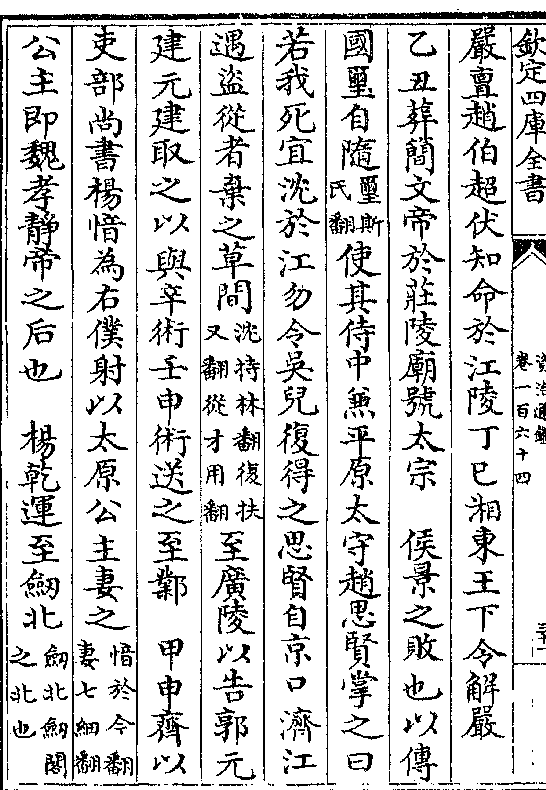 欽定四庫全書
資治通鑑
卷一百六十四
嚴亶趙伯超伏知命於江陵丁巳湘東王下令解嚴
乙丑葬簡文帝於莊陵廟號太宗　侯景之敗也以傳
國璽自隨璽斯氏翻使其侍中兼平原太守趙思賢掌之曰
若我死宜沈於江勿令吳兒復得之思賢自京口濟江
遇盜從者棄之草間沈持林翻復扶又翻從才用翻至廣陵以告郭元
建元建取之以與辛術壬申術送之至鄴　甲申齊以
吏部尚書楊愔為右僕射以太原公主妻之愔於今翻妻七細翻
公主即魏孝靜帝之后也　楊乾運至劒北劒北劒閣之北也